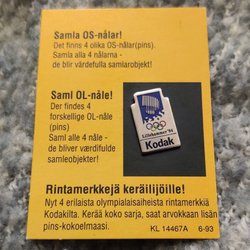 Samla OS-nålar!
Det finns 4 olika OS-nålar(pins).
Samla alla 4 nålarna -
de blir värdefulla samlarobjekt!
Saml OL-nåle!
Der findes 4
forskellige OL-nåle
(pins)
Saml alle 4 nåle -
de bliver værdifulde
samleobjekter!
Lillehammer '94
Kodak
Rintamerkkejä keräilijöille!
Nyt 4 erilaista olympialaisaiheista rintamerkkiä
Kodakilta. Kerää koko sarja, saat arvokkaan lisän
pins-kokoelmaasi.
KL 14467A 6-93